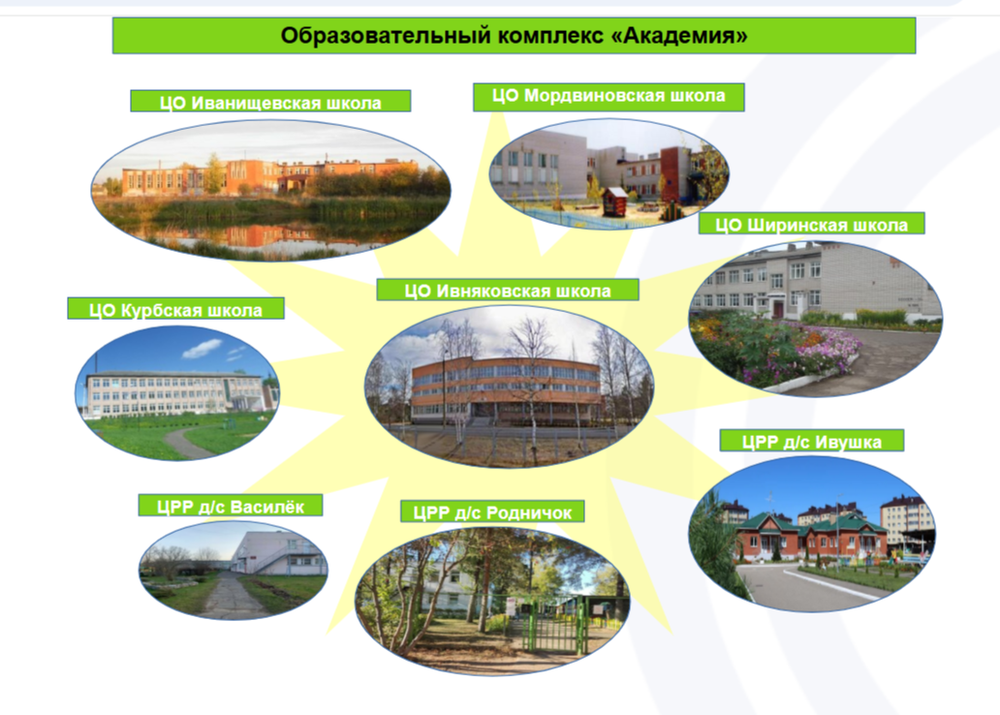 Образовательный комплекс «Академия»
ЦО Иванищевская школа
ЦО Мордвиновская школа
ЦО Ширинская школа
ЦО Ивняковская школа
ЦО Курбская школа
ЦРР д/с Ивушка
ЦРР д/с Василёк
ЦРР д/с Родничок